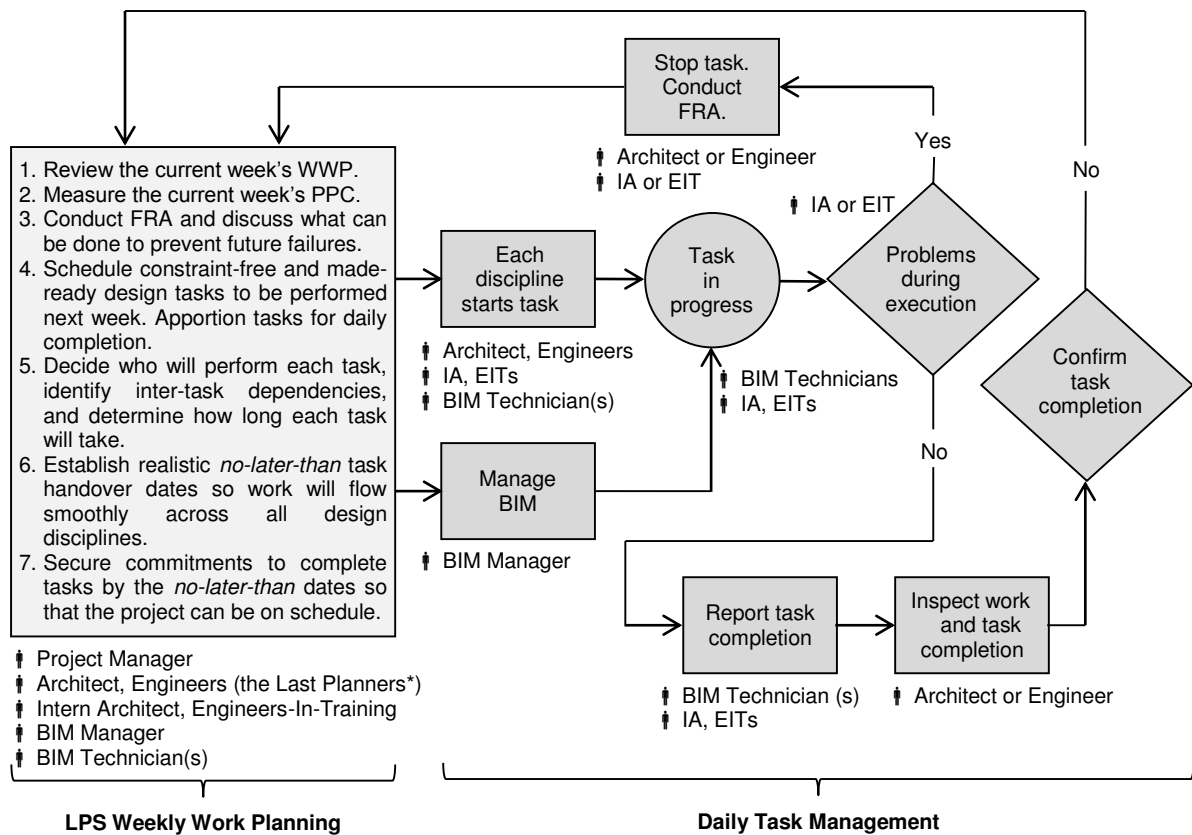 1. Review the current week's WWP.
2. Measure the current week's PPC.
3. Conduct FRA and discuss what can
be done to prevent future failures.
4. Schedule constraint-free and made-
ready design tasks to be performed
next week. Apportion tasks for daily
completion.
5. Decide who will perform each task,
identify inter-task dependencies,
and determine how long each task
will take.
6. Establish realistic no-later-than task
handover dates so work will flow
smoothly across all design
disciplines.
7. Secure commitments to complete
tasks by the no-later-than dates so
that the project can be on schedule.
Project Manager
Architect, Engineers (the Last Planners*)
Intern Architect, Engineers-In-Training
BIM Manager
BIM Technician(s)
LPS Weekly Work Planning
Stop task.
Conduct
FRA.
Architect or Engineer
IA or EIT
Each
discipline
starts task
Architect, Engineers
IA, EITs
BIM Technician(s)
Manage
BIM
BIM Manager
Task
in
progress
BIM Technicians
IA, EITs
Yes
IA or EIT
Problems
during
execution
No
Report task
completion
BIM Technician (s)
IA, EITs
Inspect work
and task
completion
Architect or Engineer
Confirm
task
completion
No
Daily Task Management